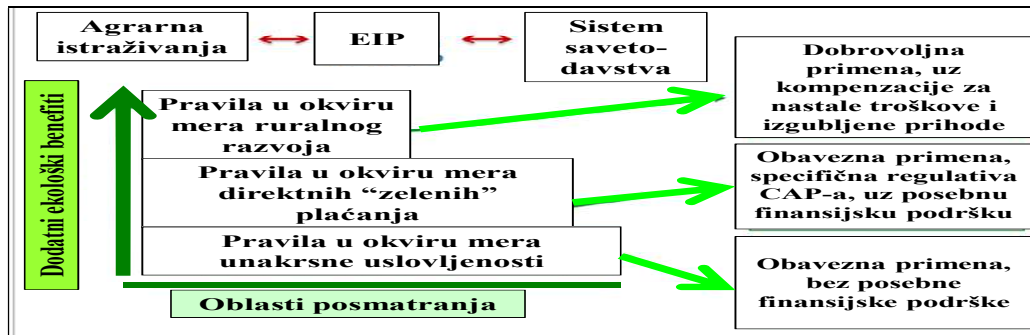 Agrarna
istraživanja
EIP
Sistem
saveto-
davstva
Dodatni ekološki benefiti
Pravila u okviru
mera ruralnog
razvoja
Dobrovoljna
primena, uz
kompenzacije za
nastale troškove i
izgubljene prihode
Pravila u okviru mera
direktnih “zelenih”
plaćanja
Obavezna primena,
specifična regulativa
CAP-a, uz posebnu
finansijsku podršku
Pravila u okviru mera
unakrsne uslovljenosti
Obavezna primena,
bez posebne
finansijske podrške
Oblasti posmatranja